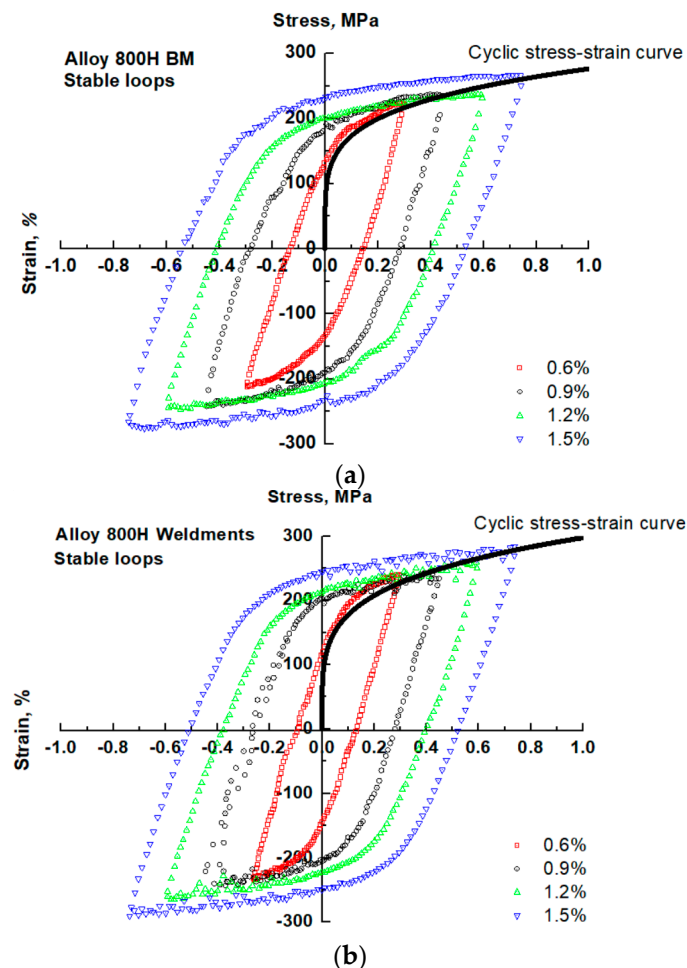 Stress, MPa
Alloy 800H BM
Stable loops
Cyclic stress-strain curve
300
200
100
0
-100
-200
-300
-1.0 -0.8 -0.6 -0.4 -0.2 0.0 0.2 0.4 0.6 0.8 1.0
Strain, %
0.6%
0.9%
1.2%
1.5%
(a)
Stress, MPa
Alloy 800H Weldments
Stable loops
Cyclic stress-strain curve
300
200
100
0
-100
-200
-300
-1.0 -0.8 -0.6 -0.4 -0.2 0.0 0.2 0.4 0.6 0.8 1.0
Strain, %
0.6%
0.9%
1.2%
1.5%
(b)